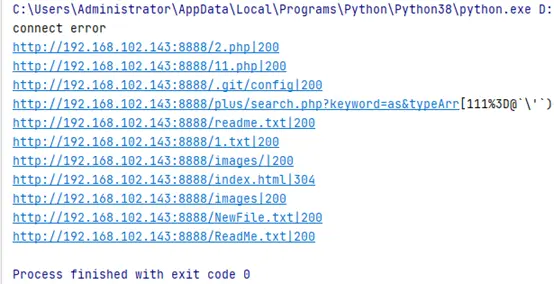 C:\Users\Administrator\AppData\Local\Programs\Python\Python38\python.exe D:
connect error
http://192.168.102.143:8888/2.php|200
http://192.168.102.143:8888/11.php|200
http://192.168.102.143:8888/.git/config|200
http://192.168.102.143:8888/plus/search.php?keyword=as&typeArr[111%3D@`\'`)
http://192.168.102.143:8888/readme.txt|200
http://192.168.102.143:8888/1.txt|200
http://192.168.102.143:8888/images/|200
http://192.168.102.143:8888/index.html|304
http://192.168.102.143:8888/images|200
http://192.168.102.143:8888/NewFile.txt|200
http://192.168.102.143:8888/ReadMe.txt|200
Process finished with exit code 0